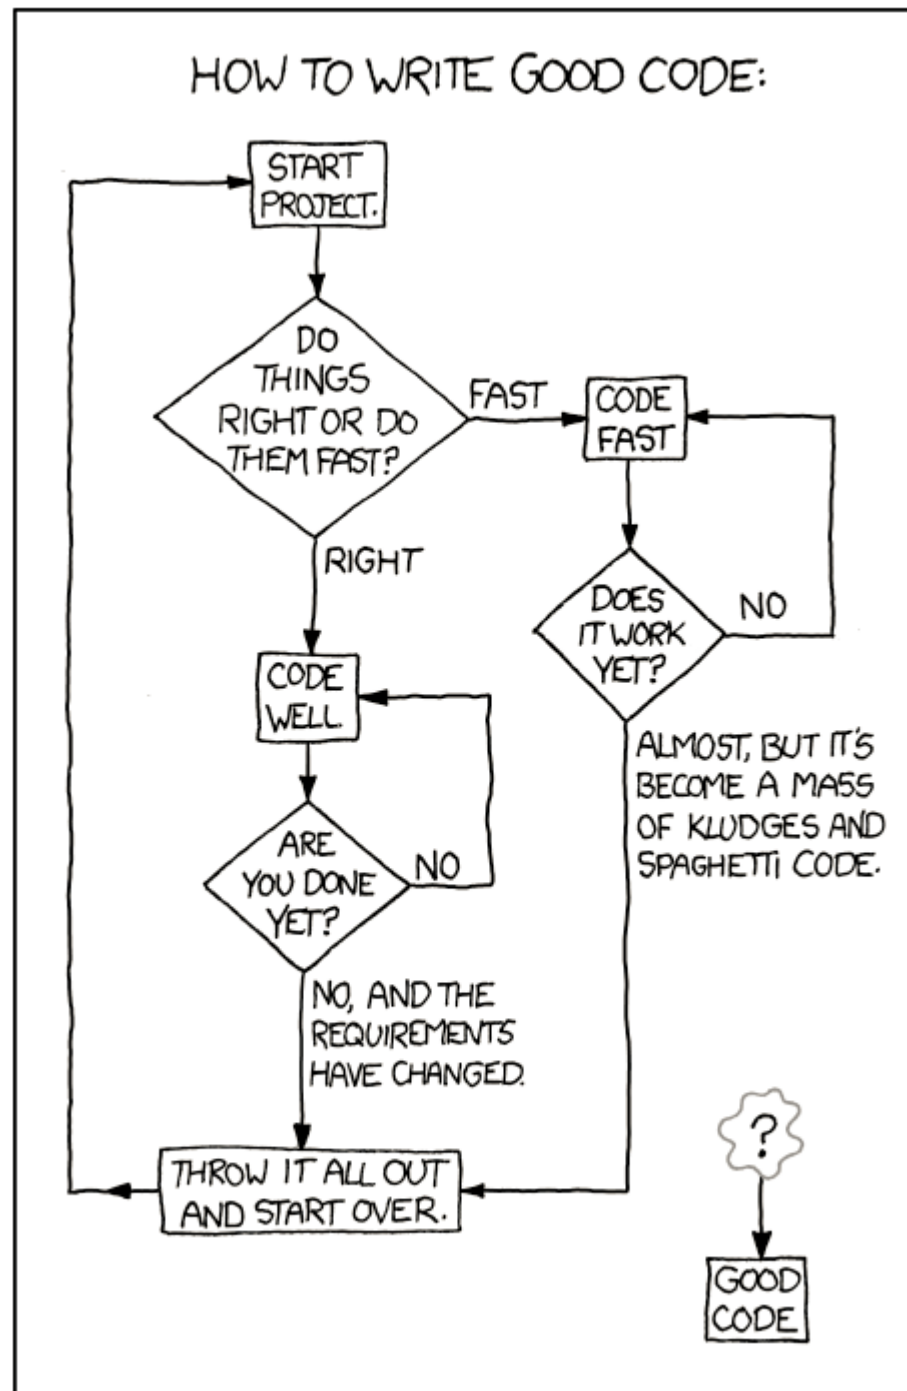 HOW TO WRITE GOOD CODE:
START
PROJECT.
DO
THINGS
RIGHT OR DO
THEM FAST?
FAST
CODE
FAST
RIGHT
DOES
IT WORK
YET?
NO
CODE
WELL.
ALMOST, BUT IT'S
BECOME A MASS
OF KLUDGES AND
SPAGHETTI CODE.
ARE
YOU DONE
YET?
NO
NO, AND THE
REQUIREMENTS
HAVE CHANGED.
THROW IT ALL OUT
AND START OVER.
?
GOOD
CODE